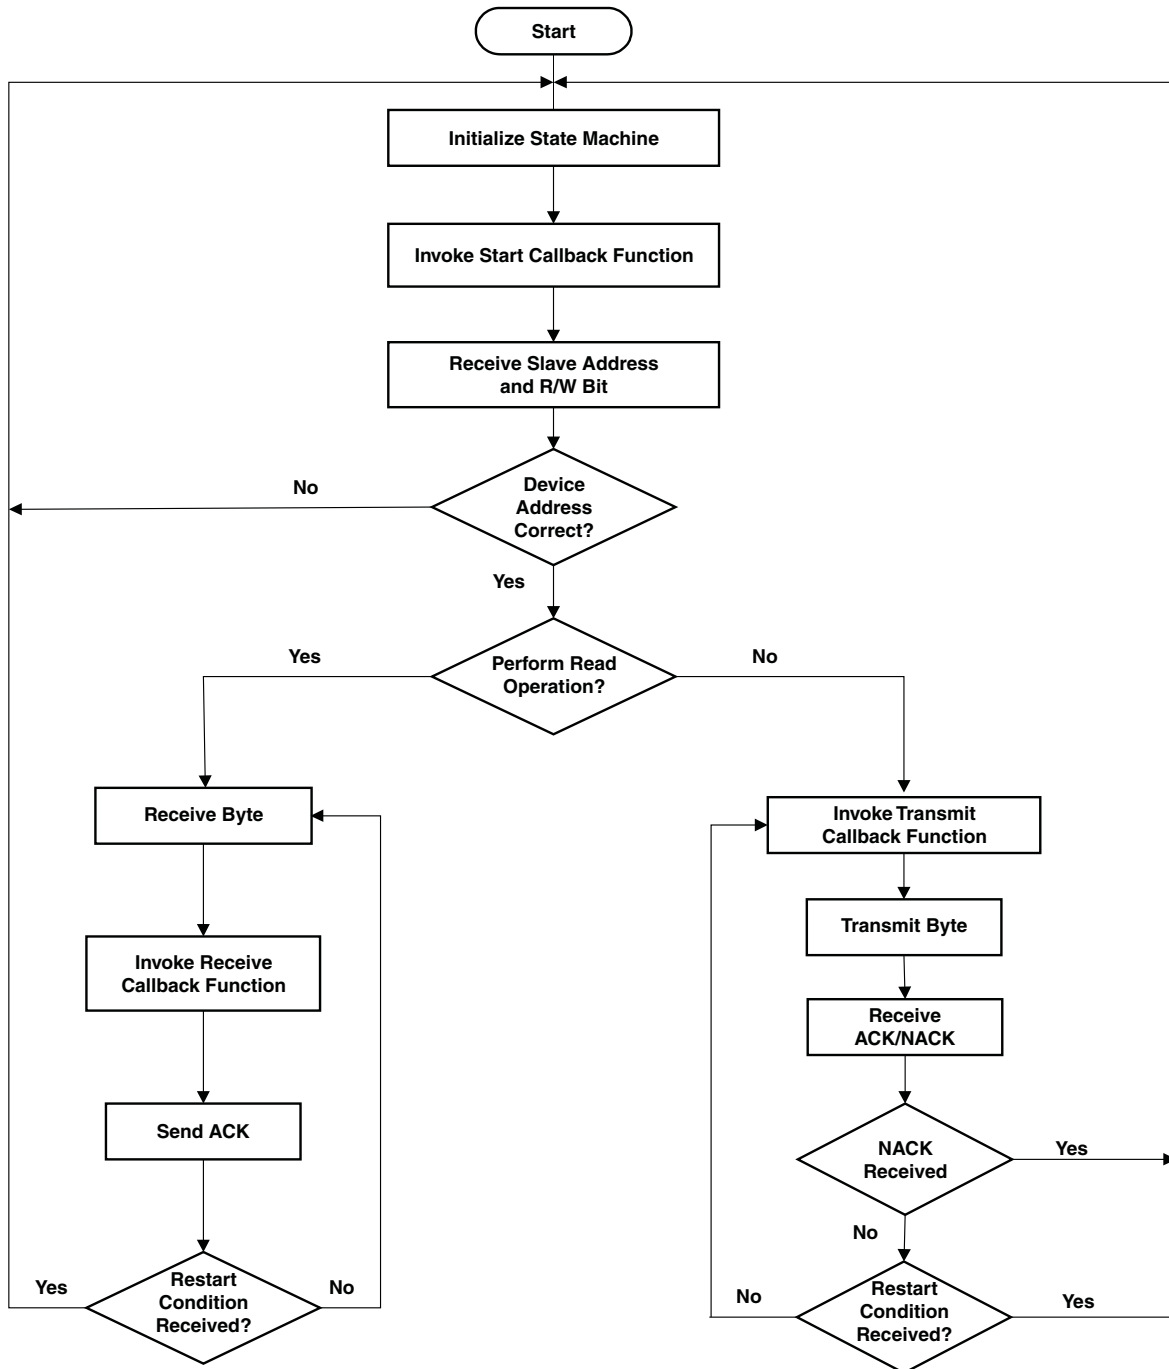 Start
Initialize State Machine
Invoke Start Callback Function
Receive Slave Address
and R/W Bit
Device
Address
Correct?
No
Yes
Perform Read
Operation?
Yes
No
Receive Byte
Invoke Receive
Callback Function
Send ACK
Restart
Condition
Received?
Yes
No
Invoke Transmit
Callback Function
Transmit Byte
Receive
ACK/NACK
NACK
Received
Yes
No
Restart
Condition
Received?
No
Yes